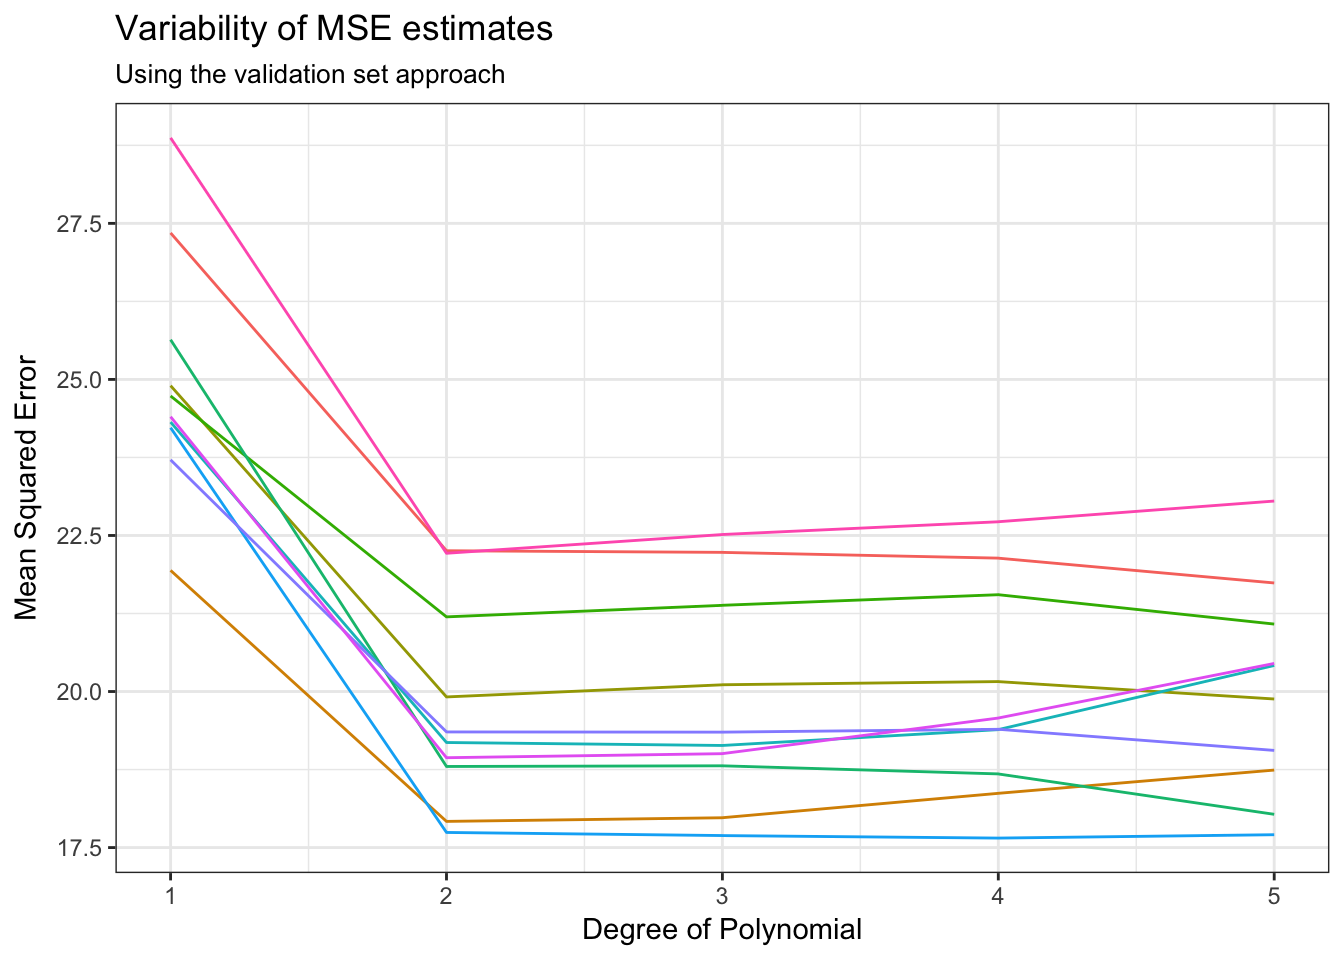 Variability of MSE estimates
Using the validation set approach
Mean Squared Error
27.5
25.0
22.5
20.0
17.5
1 2 3 4 5
Degree of Polynomial